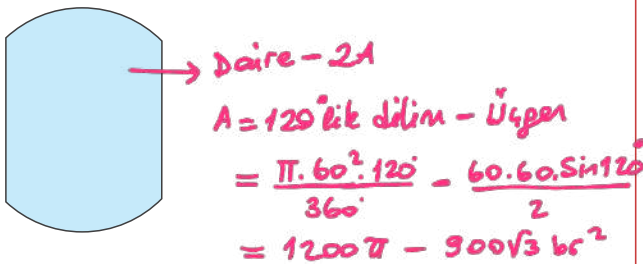 Daire - 2A
A = 120°lik dilim - Üçgen
= π.60².120° / 360° - 60.60.Sin120° / 2
= 1200π - 900√3 br²